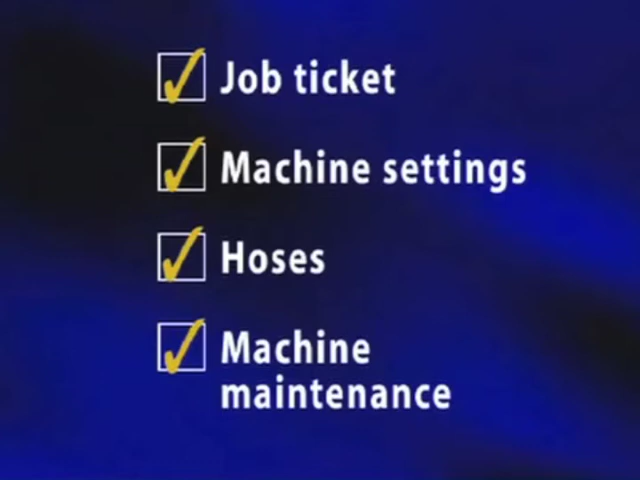 Job ticket
Machine settings
Hoses
Machine
maintenance